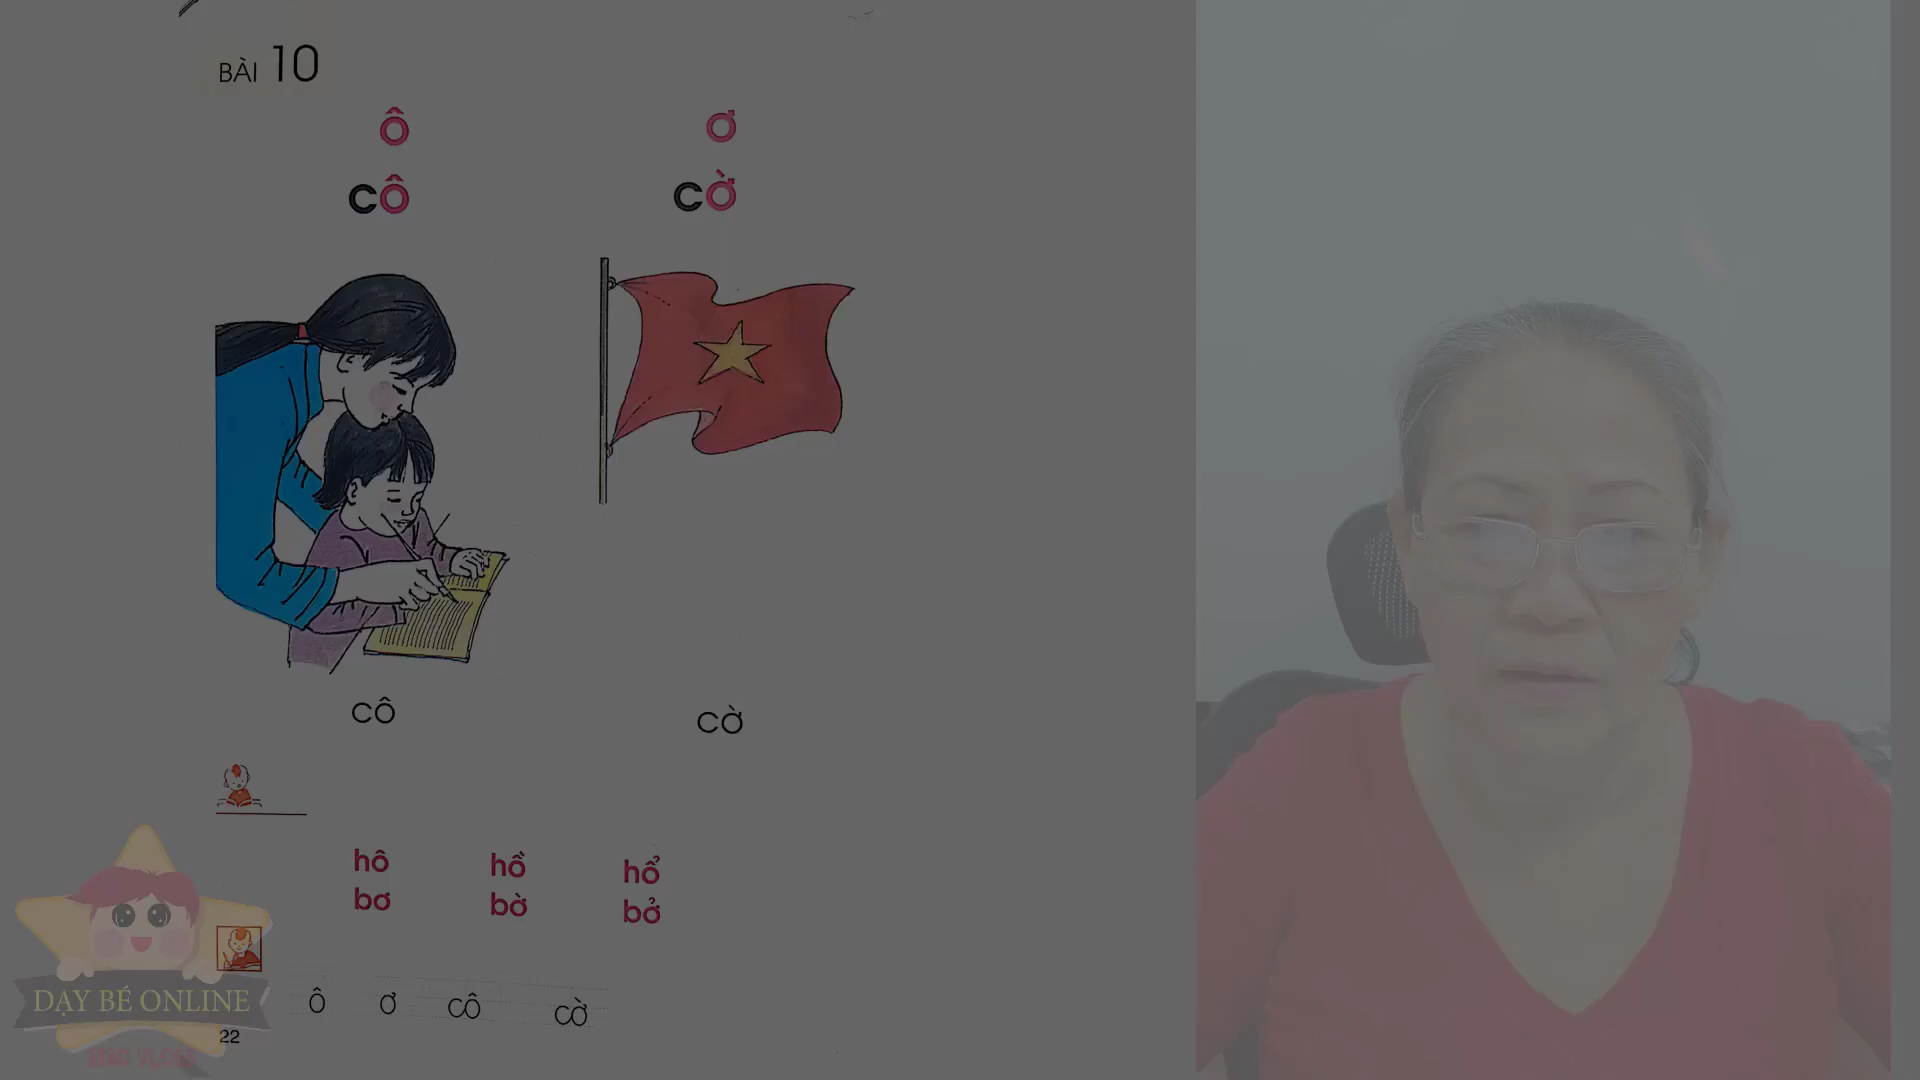 BÀI 10
ô ơ
cô cờ
cô cờ
hô hồ hổ
bơ bờ bở
ô ơ cô cờ
DẠY BÉ ONLINE
22